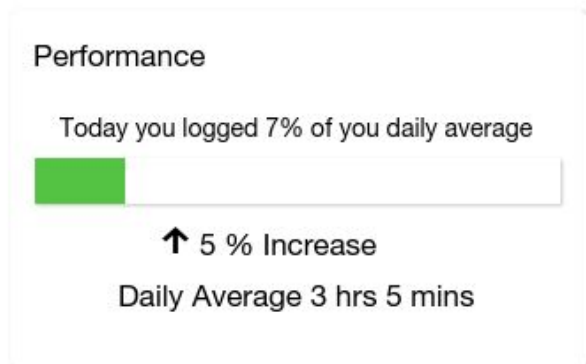 Performance
Today you logged 7% of you daily average
↑ 5 % Increase
Daily Average 3 hrs 5 mins